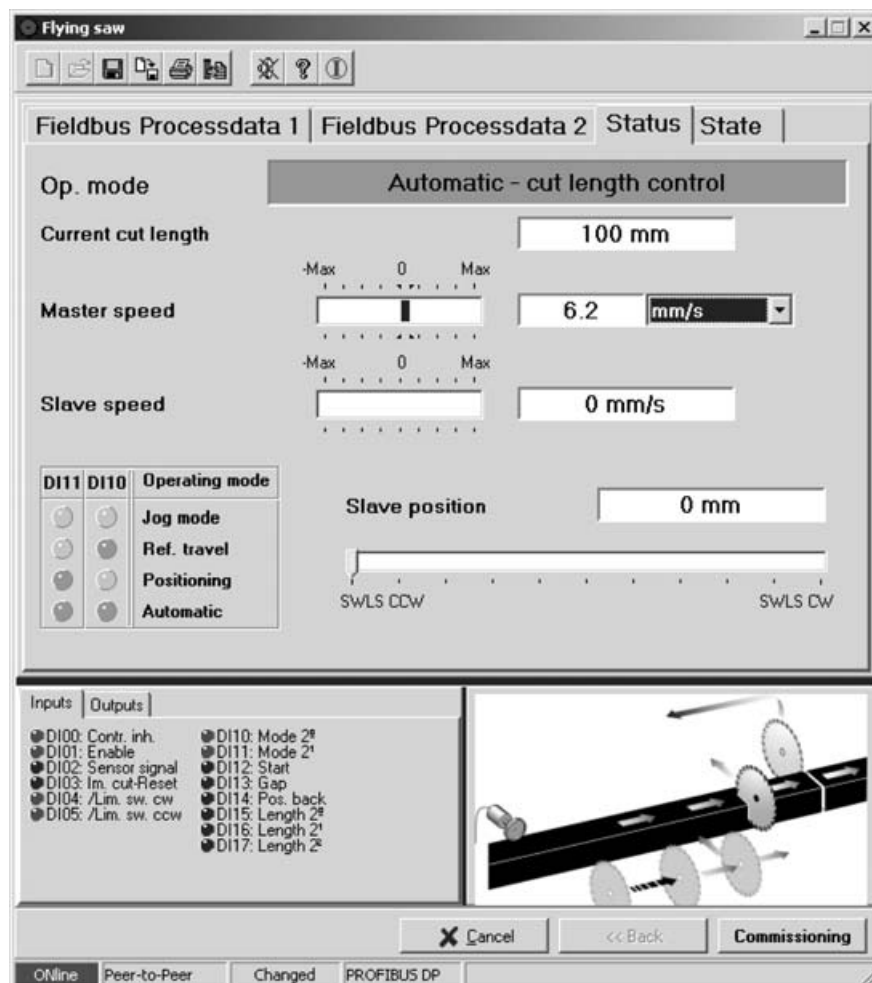 Flying saw
Fieldbus Processdata 1
Fieldbus Processdata 2
Status
State
Op. mode
Automatic - cut length control
Current cut length
100 mm
-Max 0 Max
Master speed
6.2
mm/s
-Max 0 Max
Slave speed
0 mm/s
DI11 DI10 Operating mode
Jog mode
Ref. travel
Positioning
Automatic
Slave position
0 mm
SWLS CCW
SWLS CW
Inputs
Outputs
DI00: Contr. inh.
DI01: Enable
DI02: Sensor signal
DI03: Im. cut-Reset
DI04: /Lim. sw. cw
DI05: /Lim. sw. ccw
DI10: Mode 2⁰
DI11: Mode 2¹
DI12: Start
DI13: Gap
DI14: Pos. back
DI15: Length 2⁰
DI16: Length 2¹
DI17: Length 2²
Cancel
<< Back
Commissioning
ONline
Peer-to-Peer
Changed
PROFIBUS DP